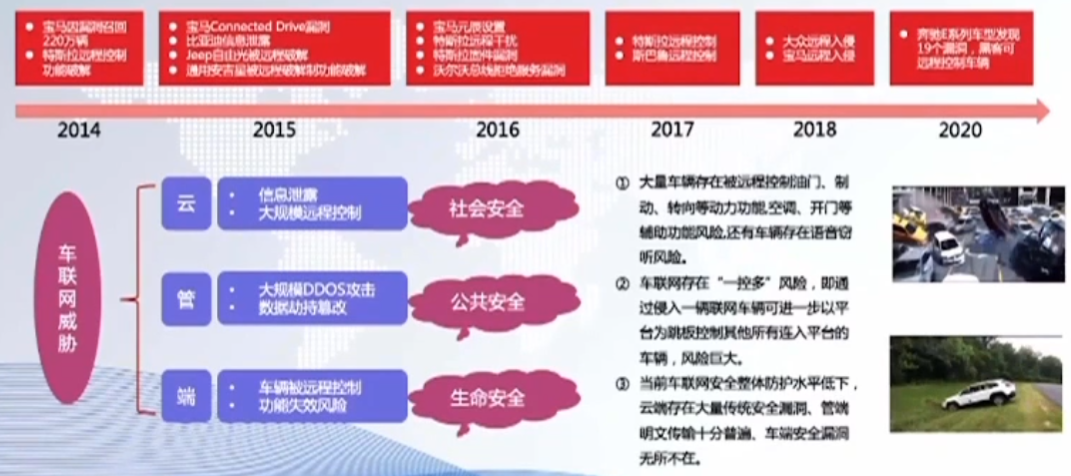 宝马因漏洞召回
220万辆
特斯拉远程控制
功能破解
宝马Connected Drive漏洞
比亚迪信息泄露
Jeep自由光被远程破解
通用安吉星被远程破解制功能破解
宝马元辰设置
特斯拉远程干扰
特斯拉固件漏洞
沃尔沃总线拒绝服务漏洞
特斯拉远程控制
斯巴鲁远程控制
大众远程入侵
宝马远程入侵
奔驰E系列车型发现
19个漏洞，黑客可
远程控制车辆
2014
2015
2016
2017
2018
2020
车联网威胁
云
信息泄露
大规模远程控制
社会安全
管
大规模DDOS攻击
数据劫持篡改
公共安全
端
车辆被远程控制
功能失效风险
生命安全
① 大量车辆存在被远程控制油门、制
动、转向等动力功能,空调、开门等
辅助功能风险,还有车辆存在语音窃
听风险。
② 车联网存在“一控多”风险，即通
过侵入一辆联网车辆可进一步以平
台为跳板控制其他所有连入平台的
车辆，风险巨大。
③ 当前车联网安全整体防护水平低下，
云端存在大量传统安全漏洞、管端
明文传输十分普遍、车端安全漏洞
无所不在。